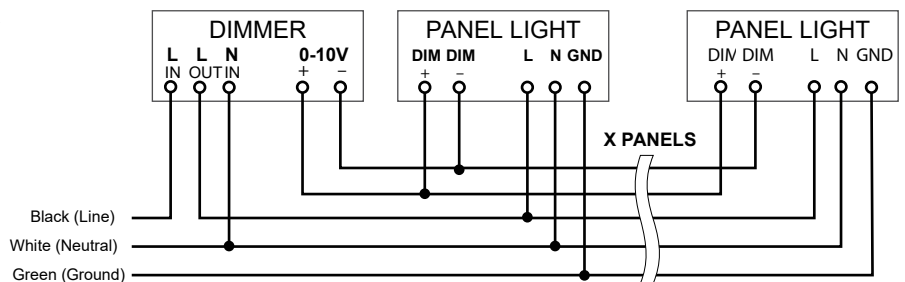 DIMMER
L L N 0-10V
IN OUT IN + −
PANEL LIGHT
DIM DIM L N GND
+ −
PANEL LIGHT
DIM DIM L N GND
+ −
X PANELS
Black (Line)
White (Neutral)
Green (Ground)